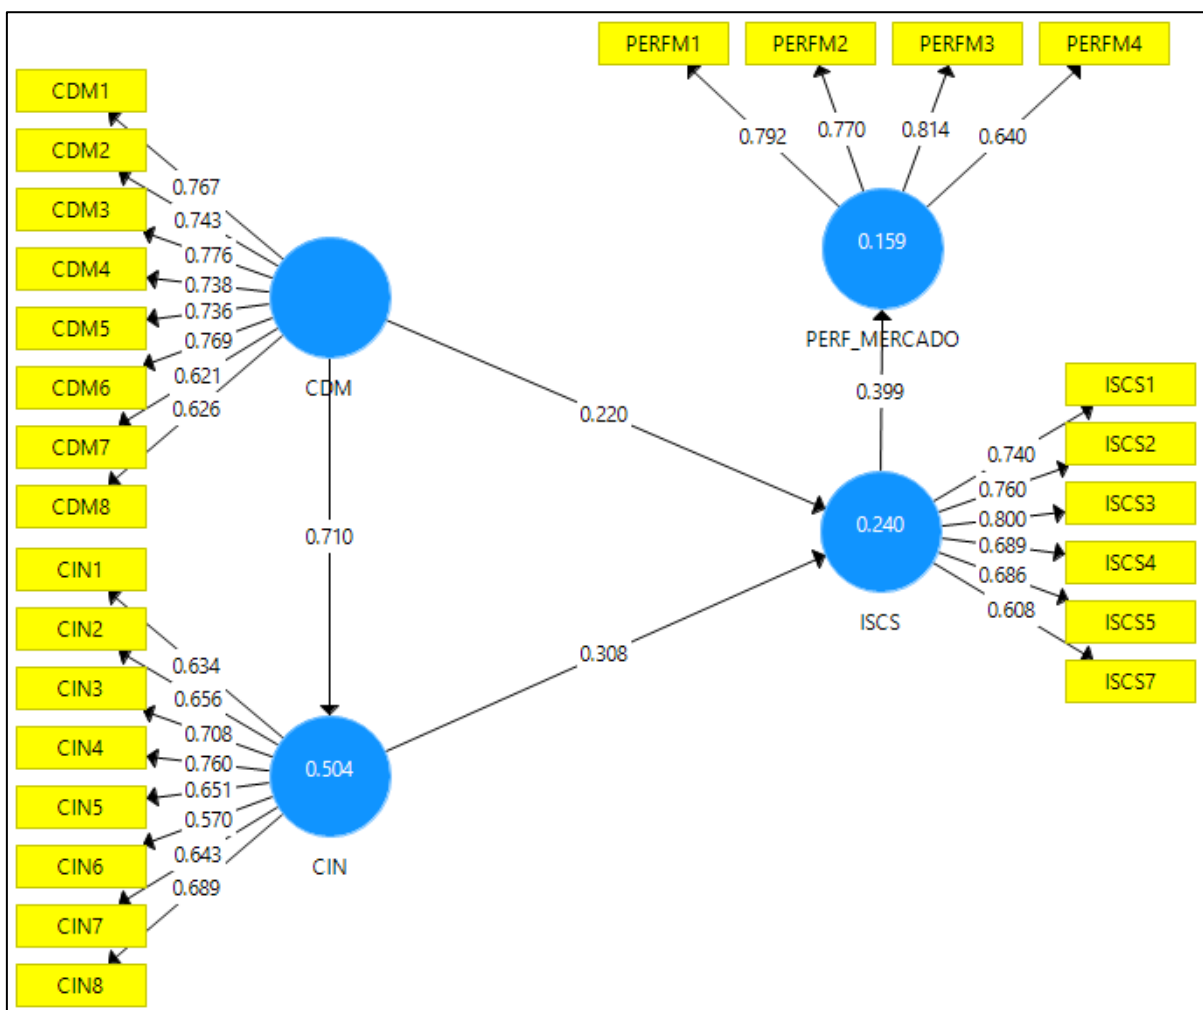 PERFM1 PERFM2 PERFM3 PERFM4
0.792 0.770 0.814 0.640
0.159
PERF_MERCADO
0.399
CDM1
CDM2
CDM3
CDM4
CDM5
CDM6
CDM7
CDM8
0.767
0.743
0.776
0.738
0.736
0.769
0.621
0.626
CDM
0.220
0.710
CIN1
CIN2
CIN3
CIN4
CIN5
CIN6
CIN7
CIN8
0.634
0.656
0.708
0.760
0.651
0.570
0.643
0.689
0.504
CIN
0.308
0.240
ISCS
0.740
0.760
0.800
0.689
0.686
0.608
ISCS1
ISCS2
ISCS3
ISCS4
ISCS5
ISCS7